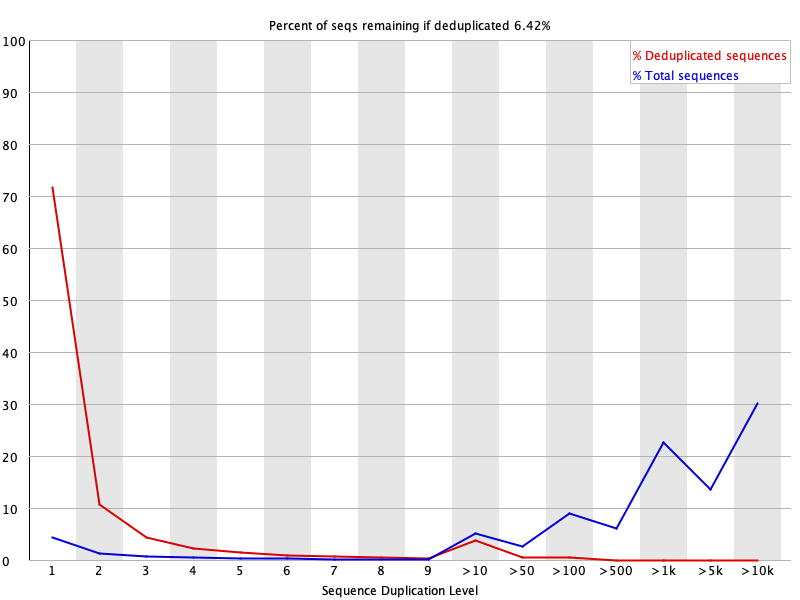 Percent of seqs remaining if deduplicated 6.42%
% Deduplicated sequences
% Total sequences
100
90
80
70
60
50
40
30
20
10
0
1 2 3 4 5 6 7 8 9 >10 >50 >100 >500 >1k >5k >10k
Sequence Duplication Level